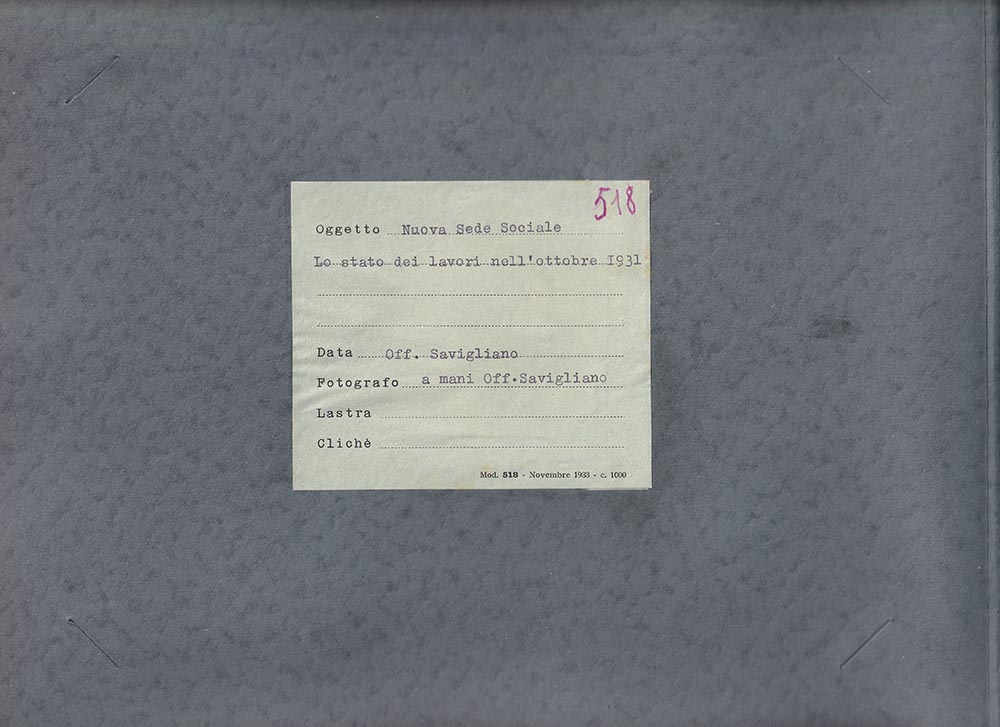 518
Oggetto Nuova Sede Sociale
Lo stato dei lavori nell'ottobre I931
Data Off. Savigliano
Fotografo a mani Off.Savigliano
Lastra
Clichè
Mod. 518 - Novembre 1933 - c. 1000